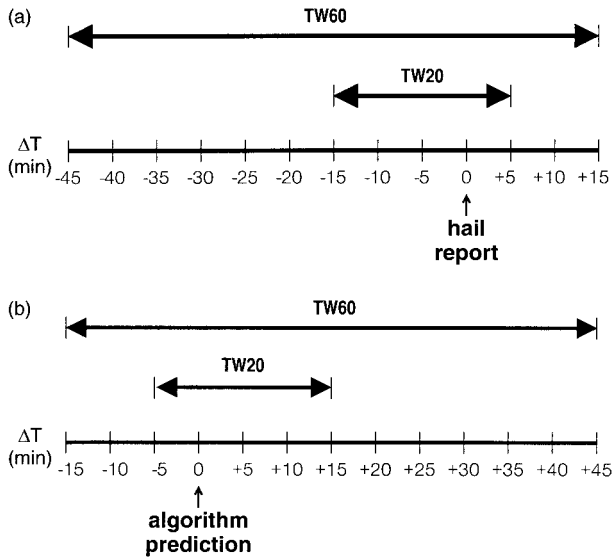 (a)
TW60
TW20
ΔT
(min)
-45 -40 -35 -30 -25 -20 -15 -10 -5 0 +5 +10 +15
hail
report
(b)
TW60
TW20
ΔT
(min)
-15 -10 -5 0 +5 +10 +15 +20 +25 +30 +35 +40 +45
algorithm
prediction